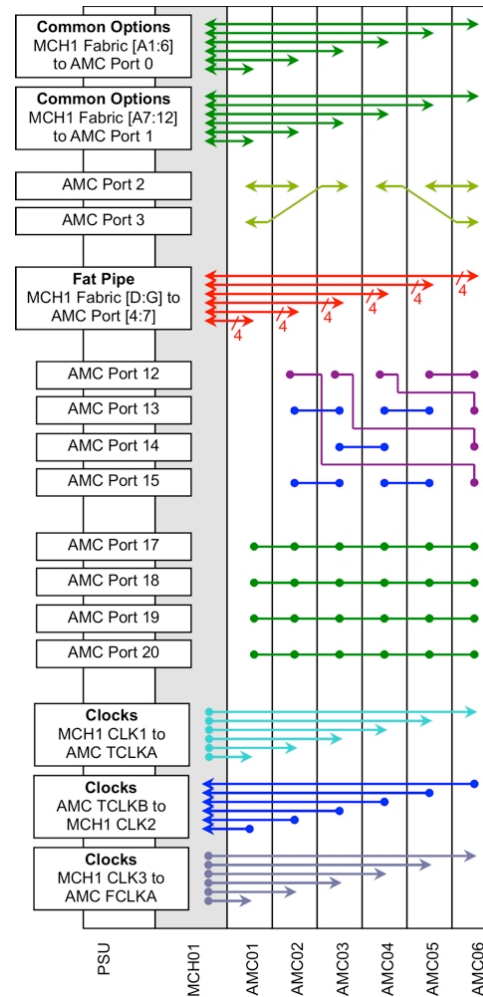 Common Options
MCH1 Fabric [A1:6]
to AMC Port 0
Common Options
MCH1 Fabric [A7:12]
to AMC Port 1
AMC Port 2
AMC Port 3
Fat Pipe
MCH1 Fabric [D:G] to
AMC Port [4:7]
4
4
4
4
4
4
AMC Port 12
AMC Port 13
AMC Port 14
AMC Port 15
AMC Port 17
AMC Port 18
AMC Port 19
AMC Port 20
Clocks
MCH1 CLK1 to
AMC TCLKA
Clocks
AMC TCLKB to
MCH1 CLK2
Clocks
MCH1 CLK3 to
AMC FCLKA
PSU
MCH01
AMC01
AMC02
AMC03
AMC04
AMC05
AMC06